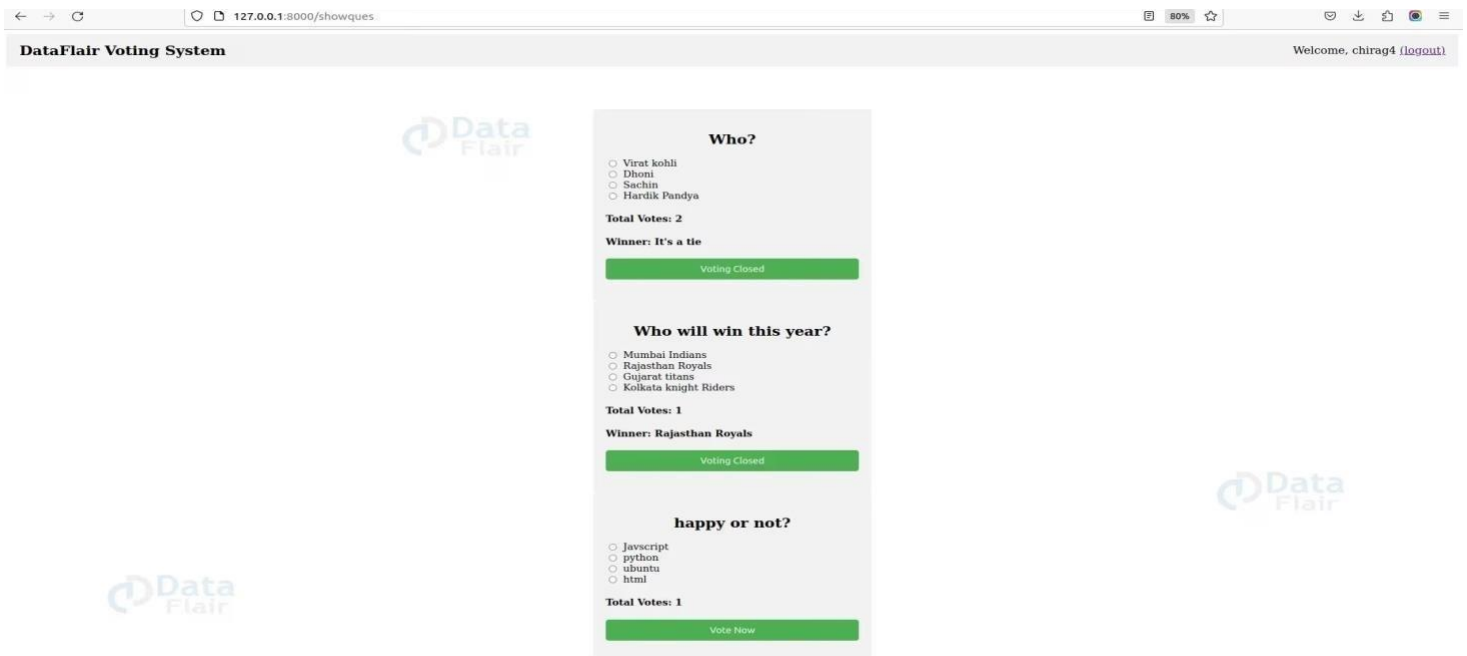 127.0.0.1:8000/showques
80%
DataFlair Voting System
Welcome, chirag4 (logout)
Data
Flair
Who?
Virat kohli
Dhoni
Sachin
Hardik Pandya
Total Votes: 2
Winner: It's a tie
Voting Closed
Who will win this year?
Mumbai Indians
Rajasthan Royals
Gujarat titans
Kolkata knight Riders
Total Votes: 1
Winner: Rajasthan Royals
Voting Closed
Data
Flair
happy or not?
Javscript
python
ubuntu
html
Data
Flair
Total Votes: 1
Vote Now